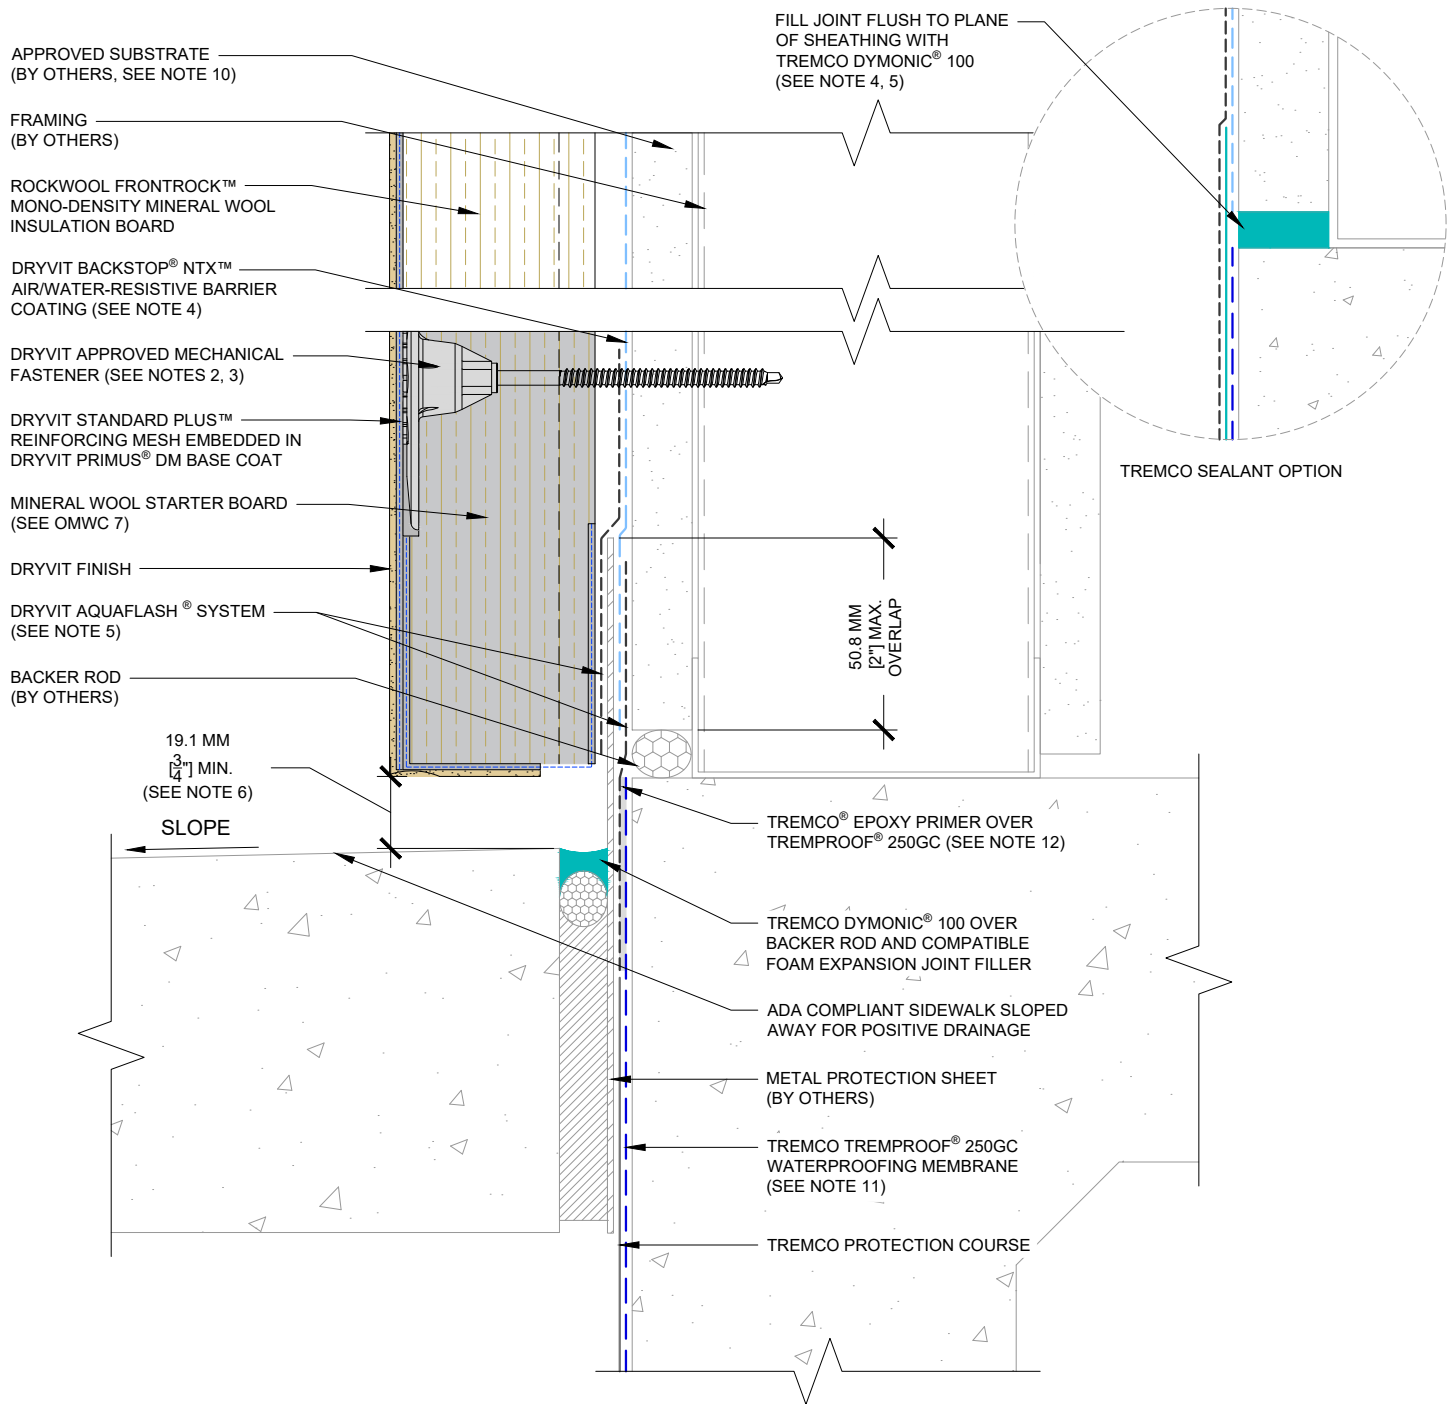 APPROVED SUBSTRATE
(BY OTHERS, SEE NOTE 10)
FRAMING
(BY OTHERS)
ROCKWOOL FRONTROCK™
MONO-DENSITY MINERAL WOOL
INSULATION BOARD
DRYVIT BACKSTOP® NTX™
AIR/WATER-RESISTIVE BARRIER
COATING (SEE NOTE 4)
DRYVIT APPROVED MECHANICAL
FASTENER (SEE NOTES 2, 3)
DRYVIT STANDARD PLUS™
REINFORCING MESH EMBEDDED IN
DRYVIT PRIMUS® DM BASE COAT
MINERAL WOOL STARTER BOARD
(SEE OMWC 7)
DRYVIT FINISH
DRYVIT AQUAFLASH ® SYSTEM
(SEE NOTE 5)
BACKER ROD
(BY OTHERS)
19.1 MM
[3/4"] MIN.
(SEE NOTE 6)
SLOPE
FILL JOINT FLUSH TO PLANE
OF SHEATHING WITH
TREMCO DYMONIC® 100
(SEE NOTE 4, 5)
TREMCO SEALANT OPTION
50.8 MM
[2"] MAX.
OVERLAP
TREMCO® EPOXY PRIMER OVER
TREMPROOF® 250GC (SEE NOTE 12)
TREMCO DYMONIC® 100 OVER
BACKER ROD AND COMPATIBLE
FOAM EXPANSION JOINT FILLER
ADA COMPLIANT SIDEWALK SLOPED
AWAY FOR POSITIVE DRAINAGE
METAL PROTECTION SHEET
(BY OTHERS)
TREMCO TREMPROOF® 250GC
WATERPROOFING MEMBRANE
(SEE NOTE 11)
TREMCO PROTECTION COURSE